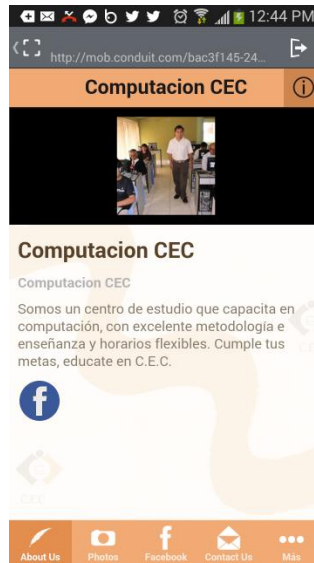 12:44 PM
http://mob.conduit.com/bac3f145-24...
Computacion CEC
Computacion CEC
Computacion CEC
Somos un centro de estudio que capacita en
computación, con excelente metodología e
enseñanza y horarios flexibles. Cumple tus
metas, educate en C.E.C.
About Us
Photos
Facebook
Contact Us
Más